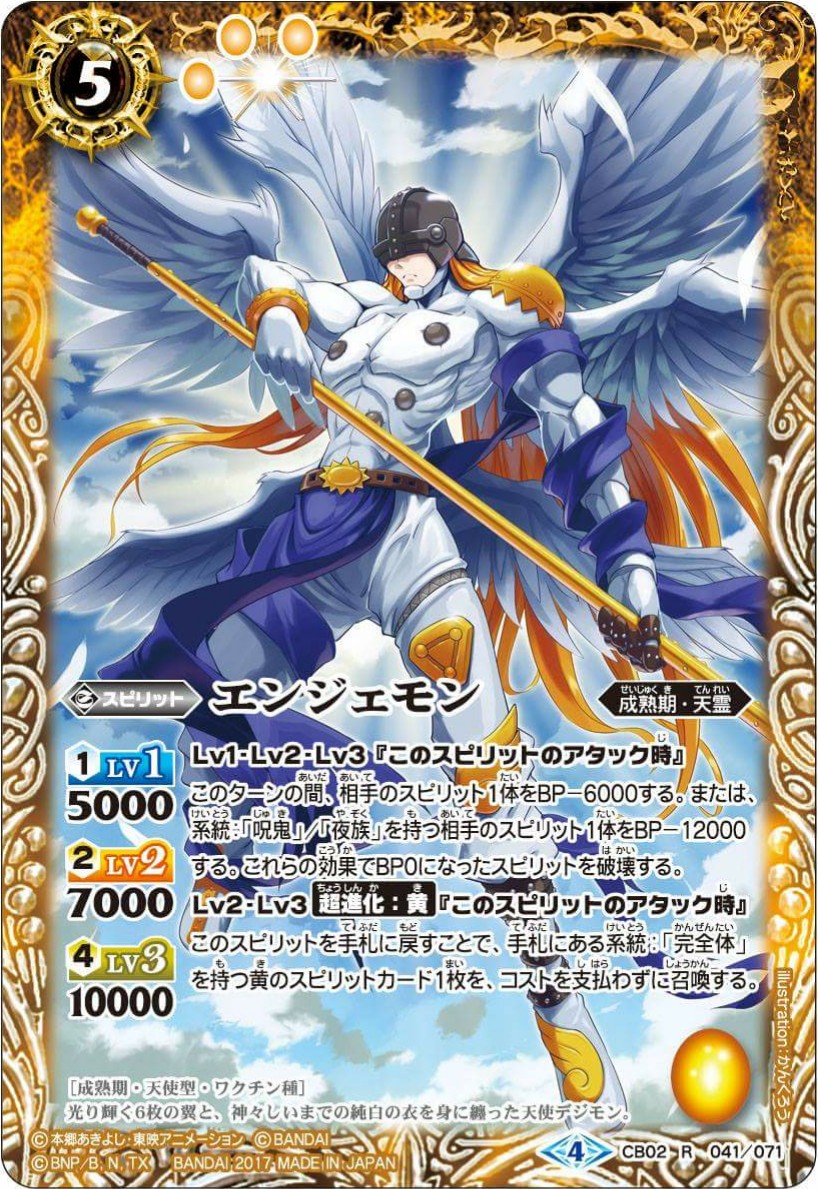 5
スピリット
エンジェモン
せいじゅくき てんれい
成熟期・天霊
1 LV1
5000
2 LV2
7000
4 LV3
10000
Lv1・Lv2・Lv3『このスピリットのアタック時』
このターンの間、相手のスピリット1体をBP-6000する。または、
系統:「呪鬼」/「夜族」を持つ相手のスピリット1体をBP-12000
する。これらの効果でBP0になったスピリットを破壊する。
Lv2・Lv3 超進化:黄『このスピリットのアタック時』
このスピリットを手札に戻すことで、手札にある系統:「完全体」
を持つ黄のスピリットカード1枚を、コストを支払わずに召喚する。
illustration:かんくろう
[成熟期・天使型・ワクチン種]
光り輝く6枚の翼と、神々しいまでの純白の衣を身に纏った天使デジモン。
©本郷あきよし・東映アニメーション ©BANDAI
©BNP/B, N, TX BANDAI 2017 MADE IN JAPAN
4 CB02 R 041/071